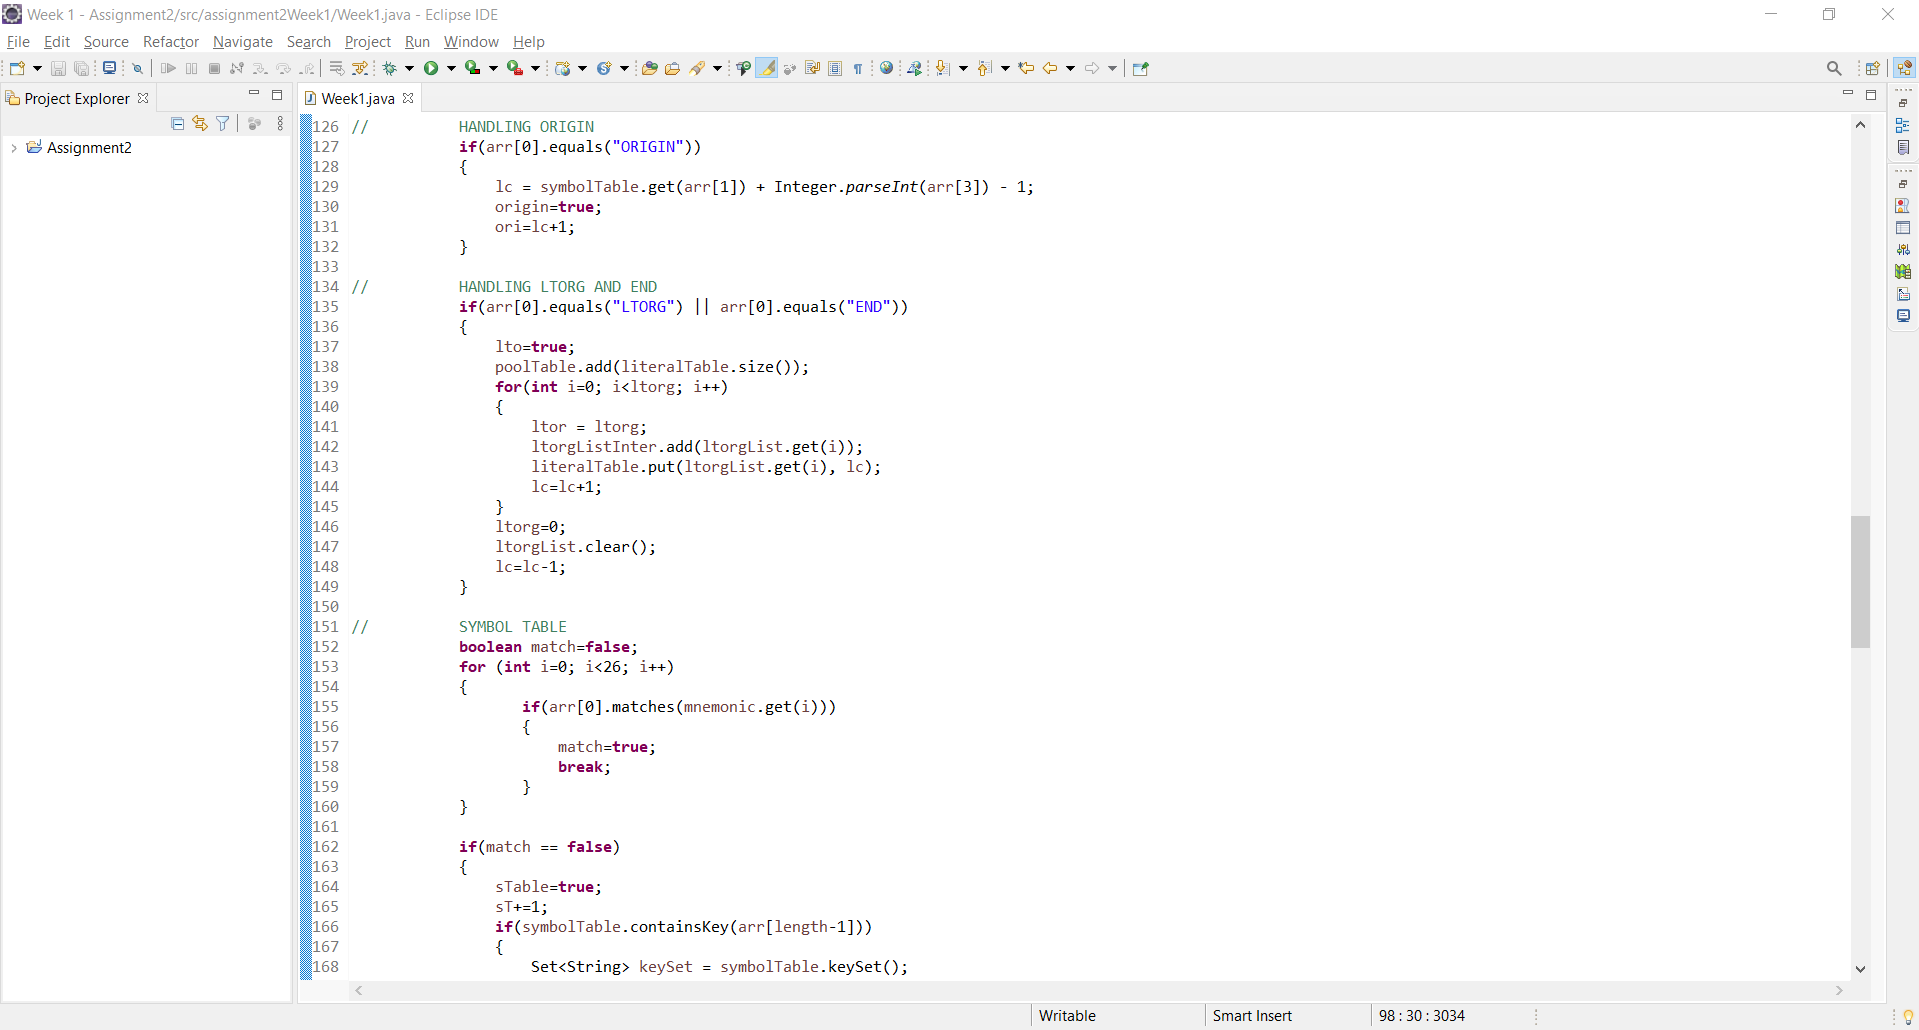 Week 1 - Assignment2/src/assignment2Week1/Week1.java - Eclipse IDE
File Edit Source Refactor Navigate Search Project Run Window Help
Project Explorer
Assignment2
Week1.java
126 // HANDLING ORIGIN
127 if(arr[0].equals("ORIGIN"))
128 {
129 lc = symbolTable.get(arr[1]) + Integer.parseInt(arr[3]) - 1;
130 origin=true;
131 ori=lc+1;
132 }
133
134 // HANDLING LTORG AND END
135 if(arr[0].equals("LTORG") || arr[0].equals("END"))
136 {
137 lto=true;
138 poolTable.add(literalTable.size());
139 for(int i=0; i<ltorg; i++)
140 {
141 ltor = ltorg;
142 ltorgListInter.add(ltorgList.get(i));
143 literalTable.put(ltorgList.get(i), lc);
144 lc=lc+1;
145 }
146 ltorg=0;
147 ltorgList.clear();
148 lc=lc-1;
149 }
150
151 // SYMBOL TABLE
152 boolean match=false;
153 for (int i=0; i<26; i++)
154 {
155 if(arr[0].matches(mnemonic.get(i)))
156 {
157 match=true;
158 break;
159 }
160 }
161
162 if(match == false)
163 {
164 sTable=true;
165 sT+=1;
166 if(symbolTable.containsKey(arr[length-1]))
167 {
168 Set<String> keySet = symbolTable.keySet();
Writable Smart Insert 98 : 30 : 3034